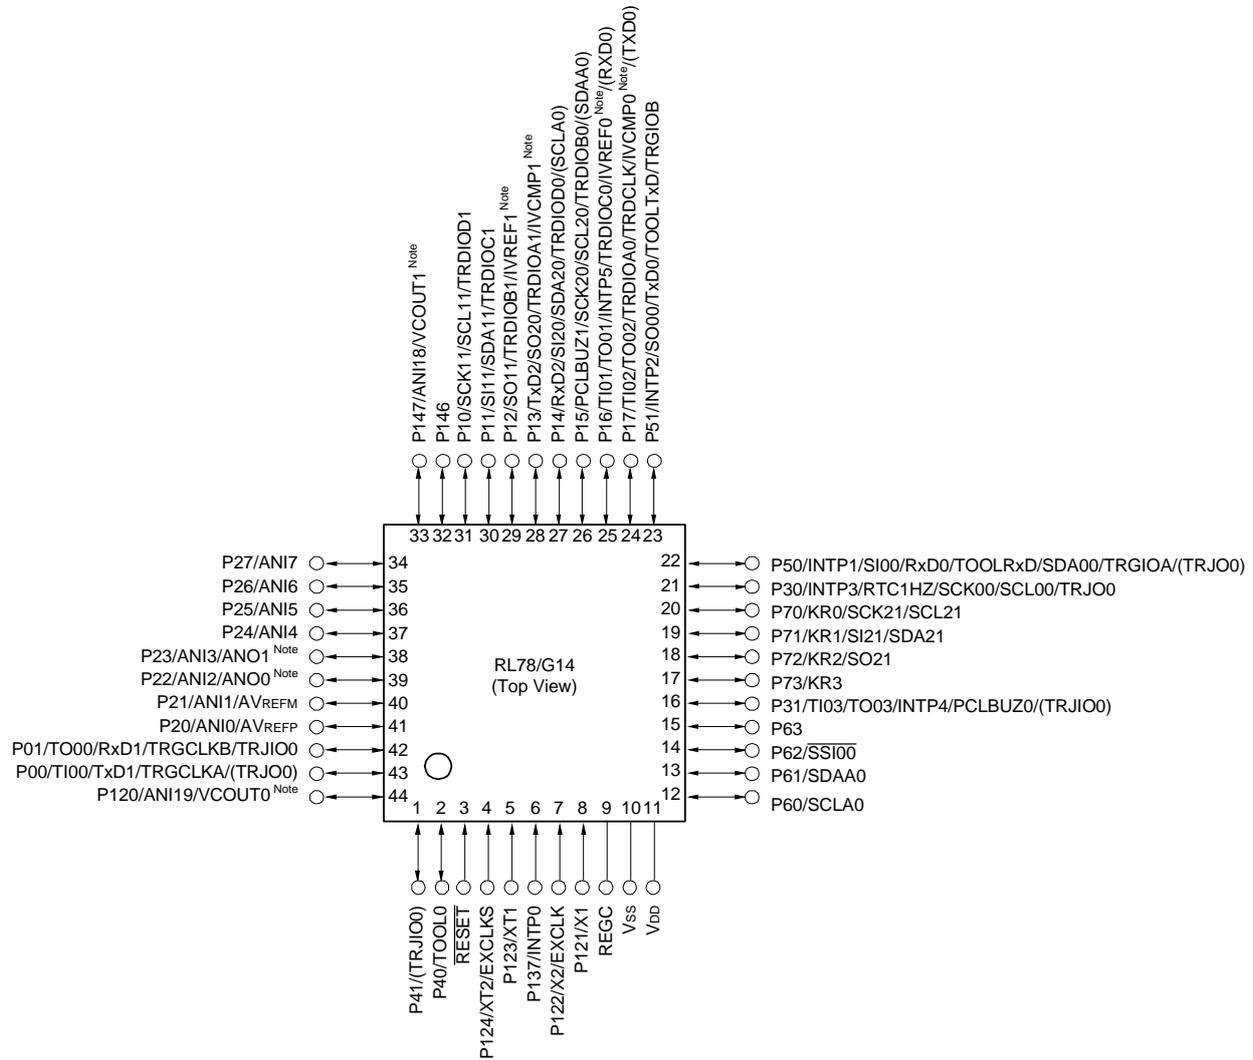 P147/ANI18/VCOUT1 Note
P146
P10/SCK11/SCL11/TRDIOD1
P11/SI11/SDA11/TRDIOC1
P12/SO11/TRDIOB1/IVREF1 Note
P13/TxD2/SO20/TRDIOA1/IVCMP1 Note
P14/RxD2/SI20/SDA20/TRDIOD0/(SCLA0)
P15/PCLBUZ1/SCK20/SCL20/TRDIOB0/(SDAA0)
P16/TI01/TO01/INTP5/TRDIOC0/IVREF0 Note/(RXD0)
P17/TI02/TO02/TRDIOA0/TRDCLK/IVCMP0 Note/(TXD0)
P51/INTP2/SO00/TxD0/TOOLTxD/TRGIOB
33 32 31 30 29 28 27 26 25 24 23
P27/ANI7 34
P26/ANI6 35
P25/ANI5 36
P24/ANI4 37
P23/ANI3/ANO1 Note 38
P22/ANI2/ANO0 Note 39
P21/ANI1/AVREFM 40
P20/ANI0/AVREFP 41
P01/TO00/RxD1/TRGCLKB/TRJIO0 42
P00/TI00/TxD1/TRGCLKA/(TRJO0) 43
P120/ANI19/VCOUT0 Note 44
RL78/G14
(Top View)
22 P50/INTP1/SI00/RxD0/TOOLRxD/SDA00/TRGIOA/(TRJO0)
21 P30/INTP3/RTC1HZ/SCK00/SCL00/TRJO0
20 P70/KR0/SCK21/SCL21
19 P71/KR1/SI21/SDA21
18 P72/KR2/SO21
17 P73/KR3
16 P31/TI03/TO03/INTP4/PCLBUZ0/(TRJIO0)
15 P63
14 P62/SSI00
13 P61/SDAA0
12 P60/SCLA0
1 2 3 4 5 6 7 8 9 10 11
P41/(TRJIO0)
P40/TOOL0
RESET
P124/XT2/EXCLKS
P123/XT1
P137/INTP0
P122/X2/EXCLK
P121/X1
REGC
VSS
VDD